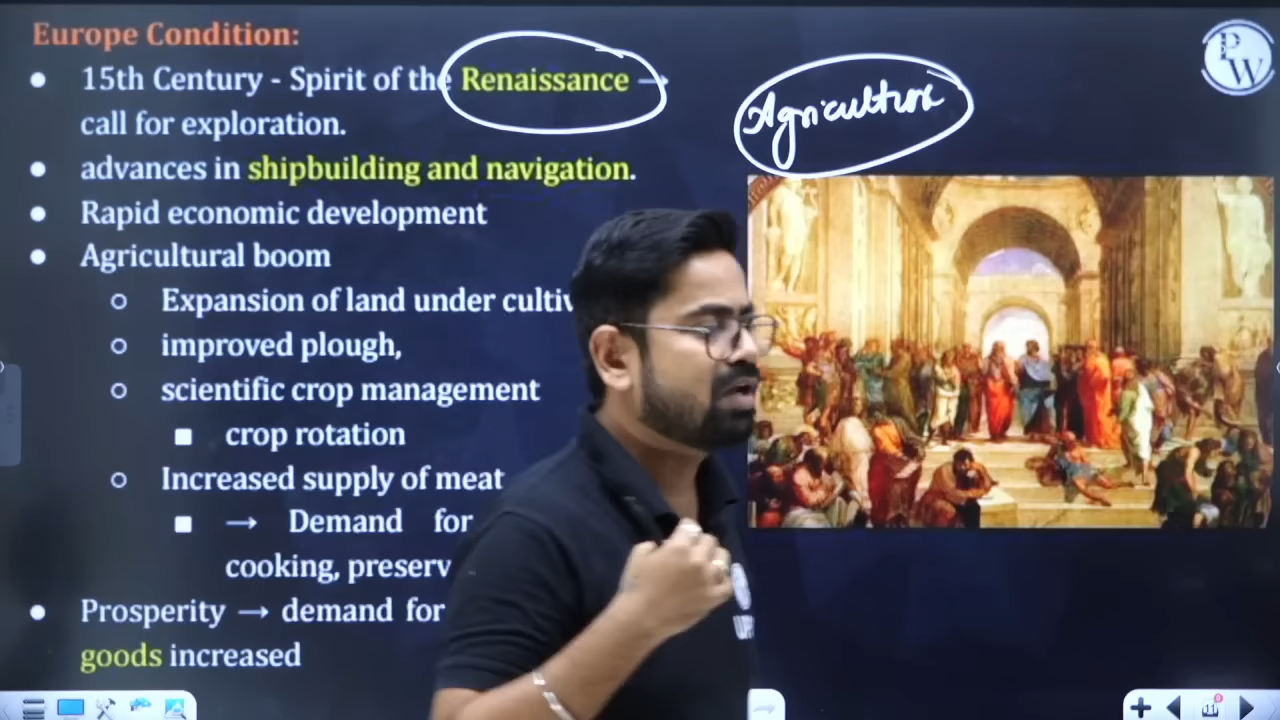 Europe Condition:
● 15th Century - Spirit of the Renaissance →
call for exploration.
● advances in shipbuilding and navigation.
● Rapid economic development
● Agricultural boom
○ Expansion of land under
○ improved plough,
○ scientific crop management
■ crop rotation
○ Increased supply of meat
■ → Demand for
cooking,
● Prosperity → demand for
goods increased
Agriculture
PW
11